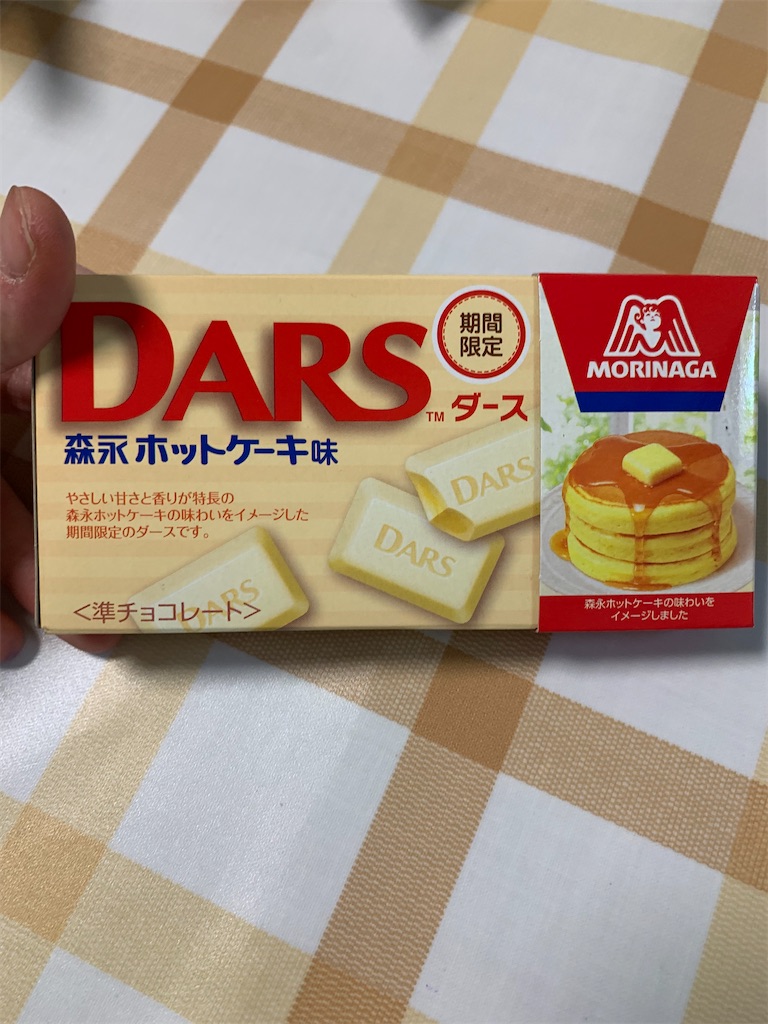 DARS
TM ダース
期間
限定
森永ホットケーキ味
やさしい甘さと香りが特長の
森永ホットケーキの味わいをイメージした
期間限定のダースです。
DARS
DARS
DARS
<準チョコレート>
MORINAGA
森永ホットケーキの味わいを
イメージしました